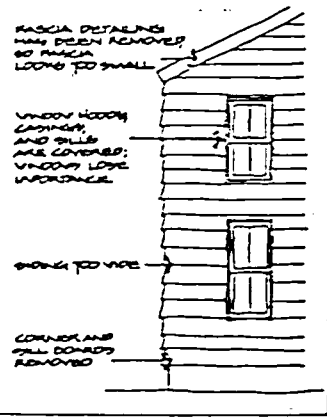 FASCIA DETAILING
HAS BEEN REMOVED,
SO FASCIA
LOOKS TOO SMALL
WINDOW HOODS,
CASINGS,
AND SILLS
ARE COVERED;
WINDOWS LOSE
IMPORTANCE
SIDING TOO WIDE
CORNER AND
SILL BOARDS
REMOVED